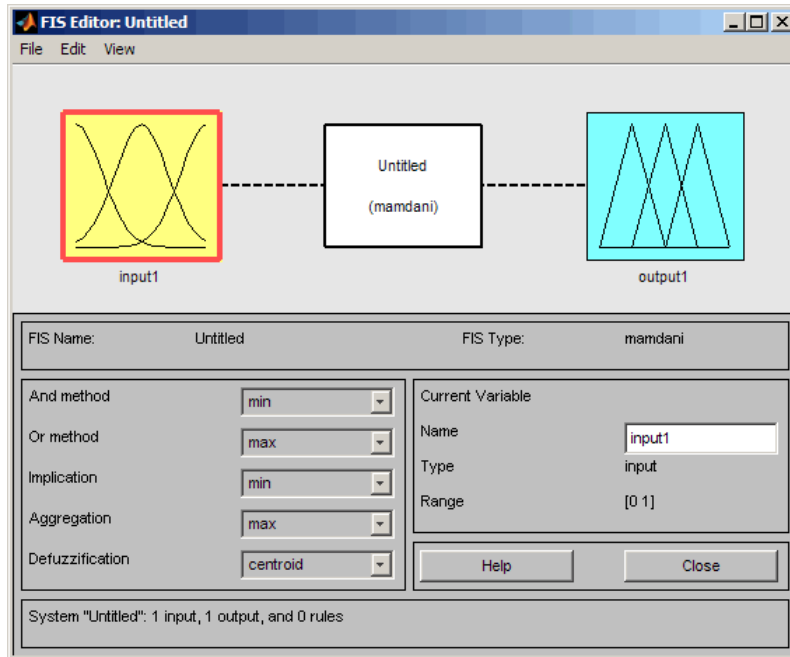 FIS Editor: Untitled
File Edit View
Untitled
(mamdani)
input1
output1
FIS Name: Untitled FIS Type: mamdani
And method min
Or method max
Implication min
Aggregation max
Defuzzification centroid
Current Variable
Name input1
Type input
Range [0 1]
Help Close
System "Untitled": 1 input, 1 output, and 0 rules